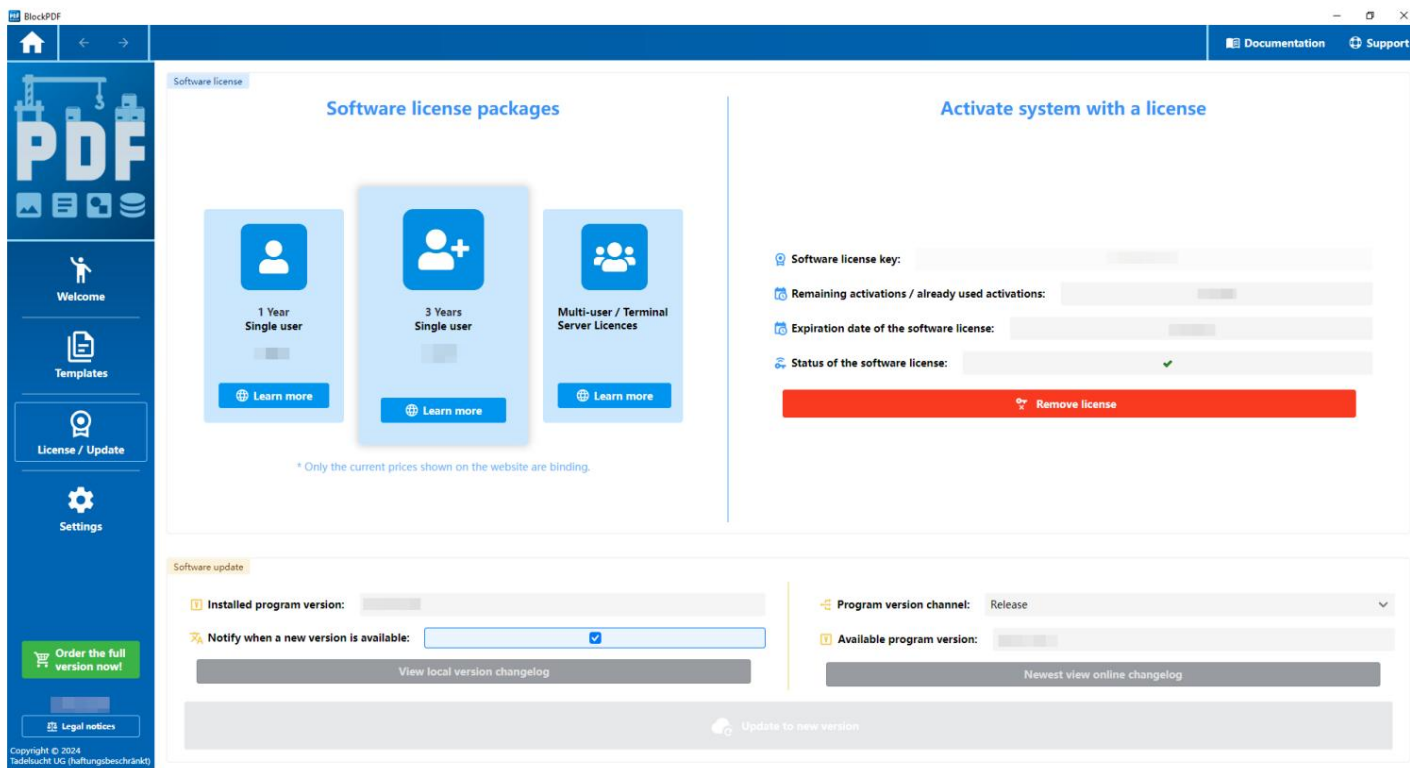 BlockPDF
Documentation
Support
PDF
Welcome
Templates
License / Update
Settings
Order the full
version now!
Legal notices
Copyright © 2024
Tadelsucht UG (haftungsbeschränkt)
Software license
Software license packages
1 Year
Single user
Learn more
3 Years
Single user
Learn more
Multi-user / Terminal
Server Licences
Learn more
* Only the current prices shown on the website are binding.
Activate system with a license
Software license key:
Remaining activations / already used activations:
Expiration date of the software license:
Status of the software license:
Remove license
Software update
Installed program version:
Notify when a new version is available:
View local version changelog
Program version channel: Release
Available program version:
Newest view online changelog
Update to new version